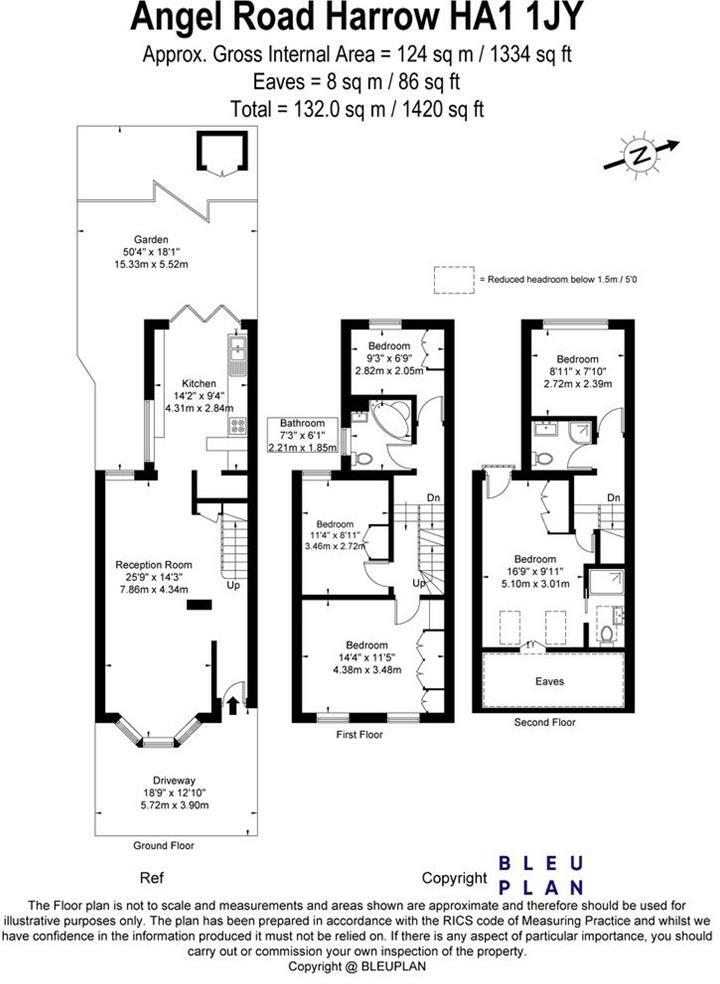 Angel Road Harrow HA1 1JY
Approx. Gross Internal Area = 124 sq m / 1334 sq ft
Eaves = 8 sq m / 86 sq ft
Total = 132.0 sq m / 1420 sq ft
N
Garden
50'4" x 18'1"
15.33m x 5.52m
= Reduced headroom below 1.5m / 5'0
Kitchen
14'2" x 9'4"
4.31m x 2.84m
Reception Room
25'9" x 14'3"
7.86m x 4.34m
Up
Driveway
18'9" x 12'10"
5.72m x 3.90m
Ground Floor
Bedroom
9'3" x 6'9"
2.82m x 2.05m
Bathroom
7'3" x 6'1"
2.21m x 1.85m
Dn
Bedroom
11'4" x 8'11"
3.46m x 2.72m
Up
Bedroom
14'4" x 11'5"
4.38m x 3.48m
First Floor
Bedroom
8'11" x 7'10"
2.72m x 2.39m
Dn
Bedroom
16'9" x 9'11"
5.10m x 3.01m
Eaves
Second Floor
Ref
Copyright
BLEU
PLAN
The Floor plan is not to scale and measurements and areas shown are approximate and therefore should be used for
illustrative purposes only. The plan has been prepared in accordance with the RICS code of Measuring Practice and whilst we
have confidence in the information produced it must not be relied on. If there is any aspect of particular importance, you should
carry out or commission your own inspection of the property.
Copyright @ BLEUPLAN